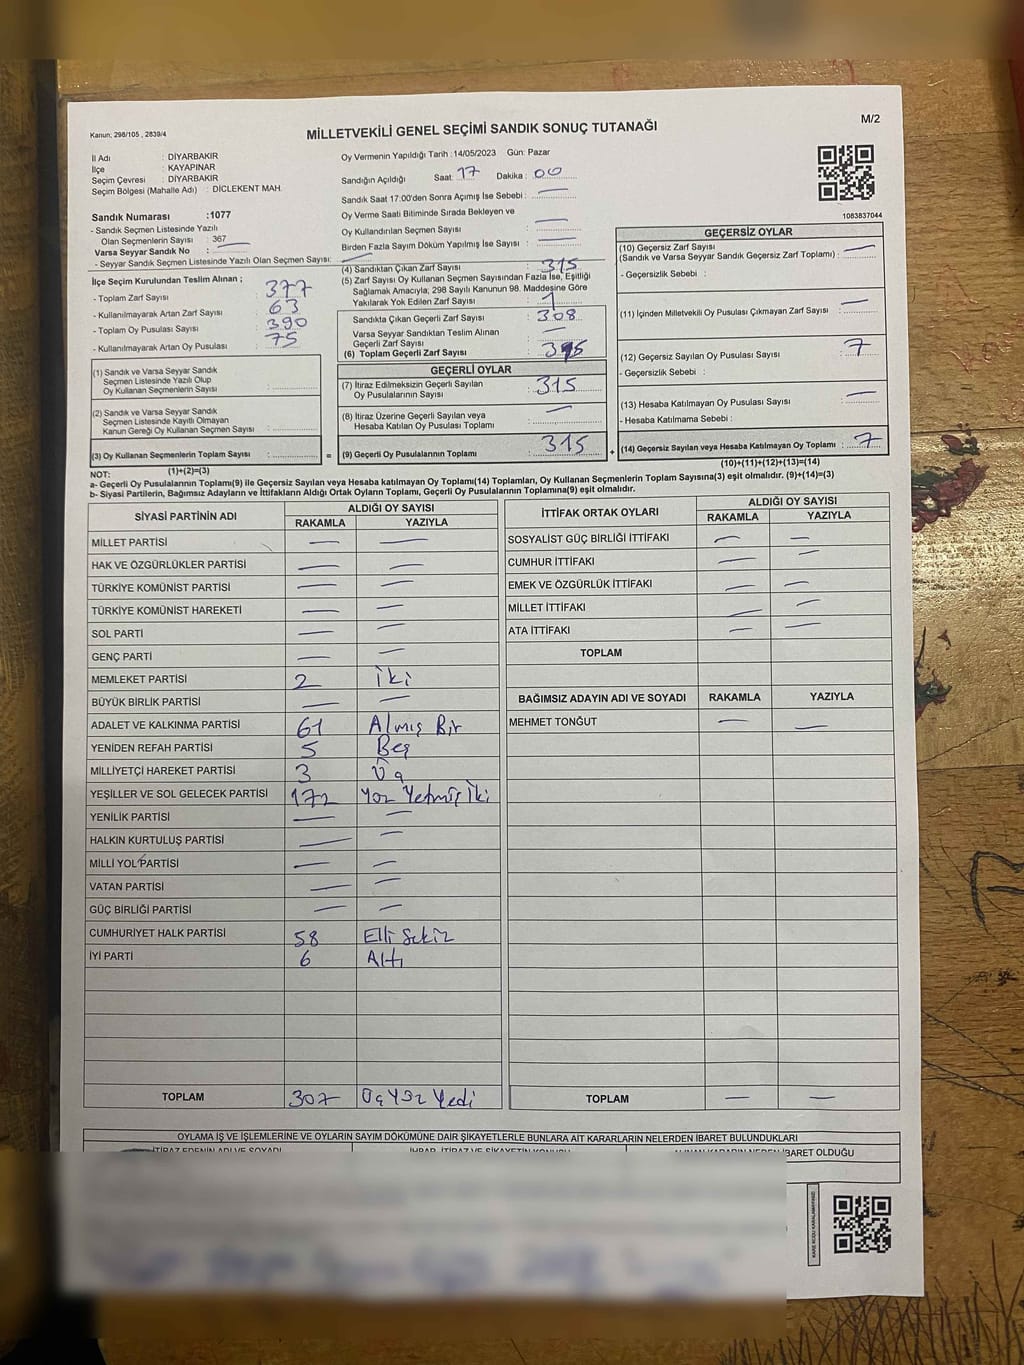 Kanun: 298/105 , 2839/4
MİLLETVEKİLİ GENEL SEÇİMİ SANDIK SONUÇ TUTANAĞI
M/2
İl Adı : DİYARBAKIR
İlçe : KAYAPINAR
Seçim Çevresi : DİYARBAKIR
Seçim Bölgesi (Mahalle Adı) : DİCLEKENT MAH.
Oy Vermenin Yapıldığı Tarih : 14/05/2023 Gün: Pazar
Sandığın Açıldığı Saat: 17 Dakika : 00
Sandık Saat 17:00'den Sonra Açımış İse Sebebi : —
Oy Verme Saati Bitiminde Sırada Bekleyen ve
Oy Kullandırılan Seçmen Sayısı : —
Birden Fazla Sayım Döküm Yapılmış İse Sayısı : —
1083837044
Sandık Numarası :1077
- Sandık Seçmen Listesinde Yazılı
Olan Seçmenlerin Sayısı : 367
Varsa Seyyar Sandık No : —
- Seyyar Sandık Seçmen Listesinde Yazılı Olan Seçmen Sayısı: —
İlçe Seçim Kurulundan Teslim Alınan ;
- Toplam Zarf Sayısı : 377
- Kullanılmayarak Artan Zarf Sayısı : 63
- Toplam Oy Pusulası Sayısı : 390
- Kullanılmayarak Artan Oy Pusulası : 75
(1) Sandık ve Varsa Seyyar Sandık
Seçmen Listesinde Yazılı Olup
Oy Kullanan Seçmenlerin Sayısı :
(2) Sandık ve Varsa Seyyar Sandık
Seçmen Listesinde Kayıtlı Olmayan
Kanun Gereği Oy Kullanan Seçmen Sayısı :
(3) Oy Kullanan Seçmenlerin Toplam Sayısı : =
(1)+(2)=(3)
(4) Sandıktan Çıkan Zarf Sayısı : 315
(5) Zarf Sayısı Oy Kullanan Seçmen Sayısından Fazla İse, Eşitliği
Sağlamak Amacıyla, 298 Sayılı Kanunun 98. Maddesine Göre
Yakılarak Yok Edilen Zarf Sayısı : 1
Sandıkta Çıkan Geçerli Zarf Sayısı : 308
Varsa Seyyar Sandıktan Teslim Alınan
Geçerli Zarf Sayısı : —
(6) Toplam Geçerli Zarf Sayısı :
GEÇERLİ OYLAR
(7) İtiraz Edilmeksizin Geçerli Sayılan
Oy Pusulalarının Sayısı : 315
(8) İtiraz Üzerine Geçerli Sayılan veya
Hesaba Katılan Oy Pusulası Toplamı : —
(9) Geçerli Oy Pusulalarının Toplamı : 315 +
GEÇERSİZ OYLAR
(10) Geçersiz Zarf Sayısı
(Sandık ve Varsa Seyyar Sandık Geçersiz Zarf Toplamı) : —
- Geçersizlik Sebebi :
(11) İçinden Milletvekili Oy Pusulası Çıkmayan Zarf Sayısı : —
(12) Geçersiz Sayılan Oy Pusulası Sayısı : 7
- Geçersizlik Sebebi :
(13) Hesaba Katılmayan Oy Pusulası Sayısı : —
- Hesaba Katılmama Sebebi :
(14) Geçersiz Sayılan veya Hesaba Katılmayan Oy Toplamı : 7
(10)+(11)+(12)+(13)=(14)
NOT:
a- Geçerli Oy Pusulalarının Toplamı(9) ile Geçersiz Sayılan veya Hesaba katılmayan Oy Toplamı(14) Toplamları, Oy Kullanan Seçmenlerin Toplam Sayısına(3) eşit olmalıdır. (9)+(14)=(3)
b- Siyasi Partilerin, Bağımsız Adayların ve İttifakların Aldığı Ortak Oyların Toplamı, Geçerli Oy Pusulalarının Toplamına(9) eşit olmalıdır.
SİYASİ PARTİNİN ADI ALDIĞI OY SAYISI
RAKAMLA YAZIYLA
MİLLET PARTİSİ — —
HAK VE ÖZGÜRLÜKLER PARTİSİ — —
TÜRKİYE KOMÜNİST PARTİSİ — —
TÜRKİYE KOMÜNİST HAREKETİ — —
SOL PARTİ — —
GENÇ PARTİ — —
MEMLEKET PARTİSİ 2 iki
BÜYÜK BİRLİK PARTİSİ — —
ADALET VE KALKINMA PARTİSİ 61 Almış Bir
YENİDEN REFAH PARTİSİ 5 Beş
MİLLİYETÇİ HAREKET PARTİSİ 3 Üç
YEŞİLLER VE SOL GELECEK PARTİSİ 172 Yüz Yetmiş iki
YENİLİK PARTİSİ — —
HALKIN KURTULUŞ PARTİSİ — —
MİLLİ YOL PARTİSİ — —
VATAN PARTİSİ — —
GÜÇ BİRLİĞİ PARTİSİ — —
CUMHURİYET HALK PARTİSİ 58 Elli Sekiz
İYİ PARTİ 6 Altı
TOPLAM 307 Üç Yüz Yedi
İTTİFAK ORTAK OYLARI ALDIĞI OY SAYISI
RAKAMLA YAZIYLA
SOSYALİST GÜÇ BİRLİĞİ İTTİFAKI — —
CUMHUR İTTİFAKI — —
EMEK VE ÖZGÜRLÜK İTTİFAKI — —
MİLLET İTTİFAKI — —
ATA İTTİFAKI — —
TOPLAM
BAĞIMSIZ ADAYIN ADI VE SOYADI RAKAMLA YAZIYLA
MEHMET TONĞUT — —
TOPLAM — —
OYLAMA İŞ VE İŞLEMLERİNE VE OYLARIN SAYIM DÖKÜMÜNE DAİR ŞİKAYETLERLE BUNLARA AİT KARARLARIN NELERDEN İBARET BULUNDUKLARI
İTİRAZ EDENİN ADI VE SOYADI İHBAR, İTİRAZ VE ŞİKAYETİN KONUSU İBARET OLDUĞU